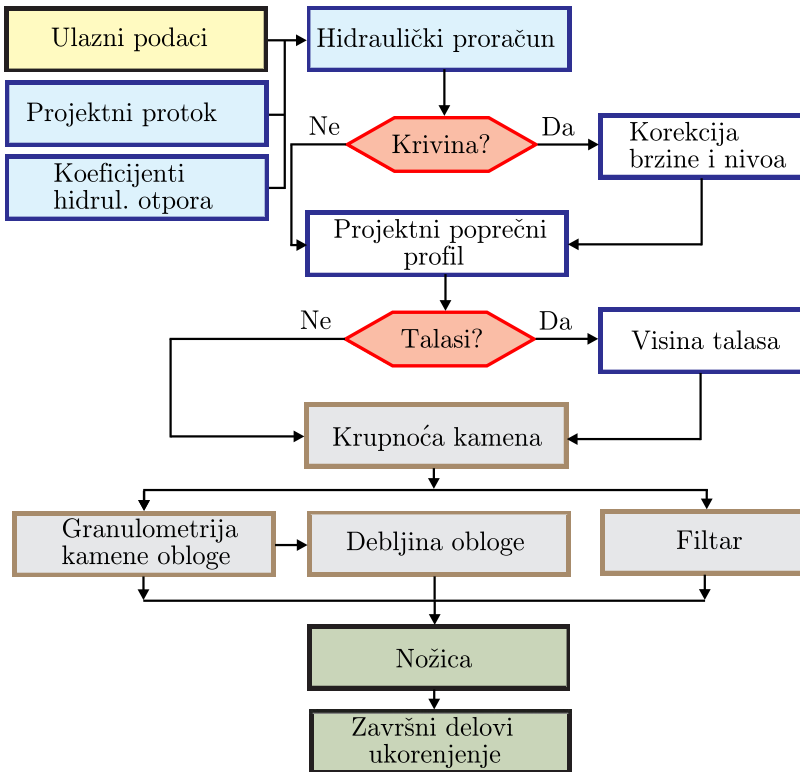 Ulazni podaci
Hidraulički proračun
Projektni protok
Koeficijenti
hidrul. otpora
Ne
Krivina?
Da
Korekcija
brzine i nivoa
Projektni poprečni
profil
Ne
Talasi?
Da
Visina talasa
Krupnoća kamena
Granulometrija
kamene obloge
Debljina obloge
Filtar
Nožica
Završni delovi
ukorenjenje